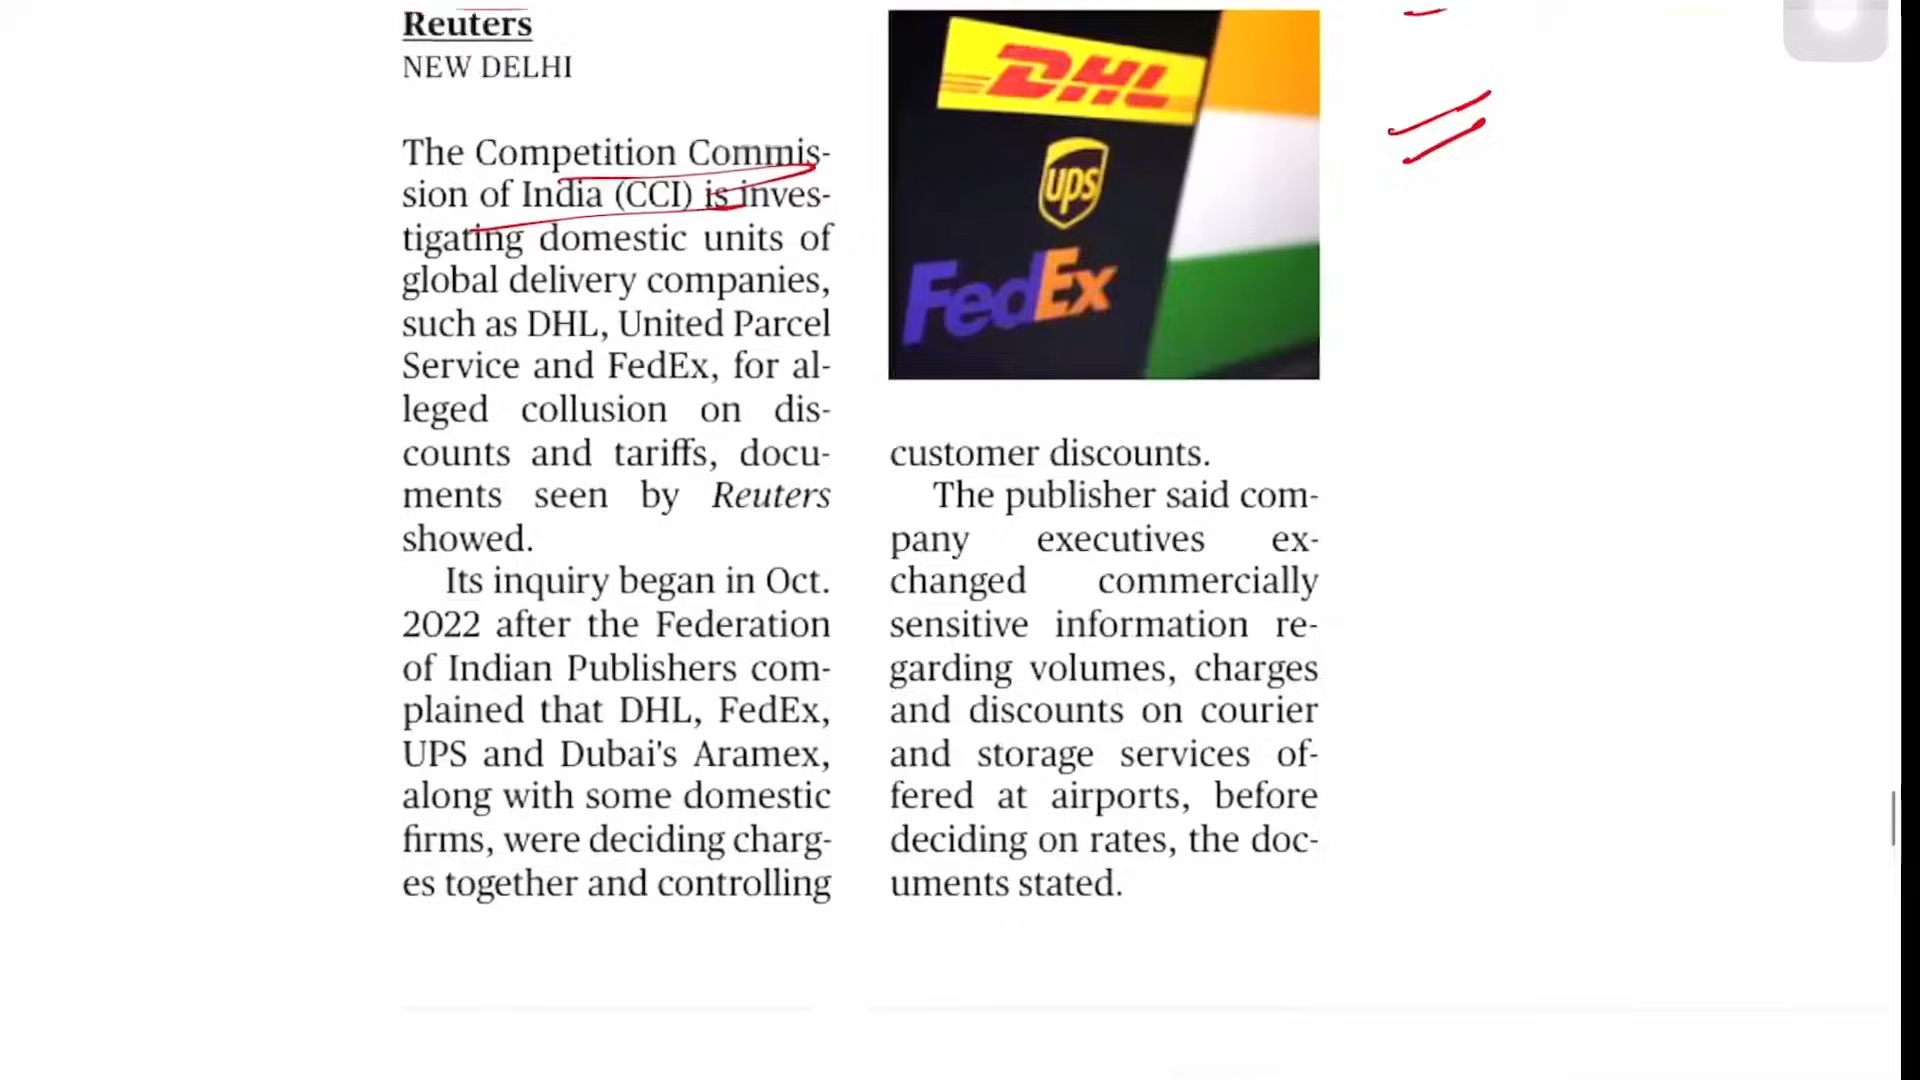 Reuters
NEW DELHI
The Competition Commis-
sion of India (CCI) is inves-
tigating domestic units of
global delivery companies,
such as DHL, United Parcel
Service and FedEx, for al-
leged collusion on dis-
counts and tariffs, docu-
ments seen by Reuters
showed.
Its inquiry began in Oct.
2022 after the Federation
of Indian Publishers com-
plained that DHL, FedEx,
UPS and Dubai's Aramex,
along with some domestic
firms, were deciding charg-
es together and controlling
DHL
ups
FedEx
customer discounts.
The publisher said com-
pany executives ex-
changed commercially
sensitive information re-
garding volumes, charges
and discounts on courier
and storage services of-
fered at airports, before
deciding on rates, the doc-
uments stated.